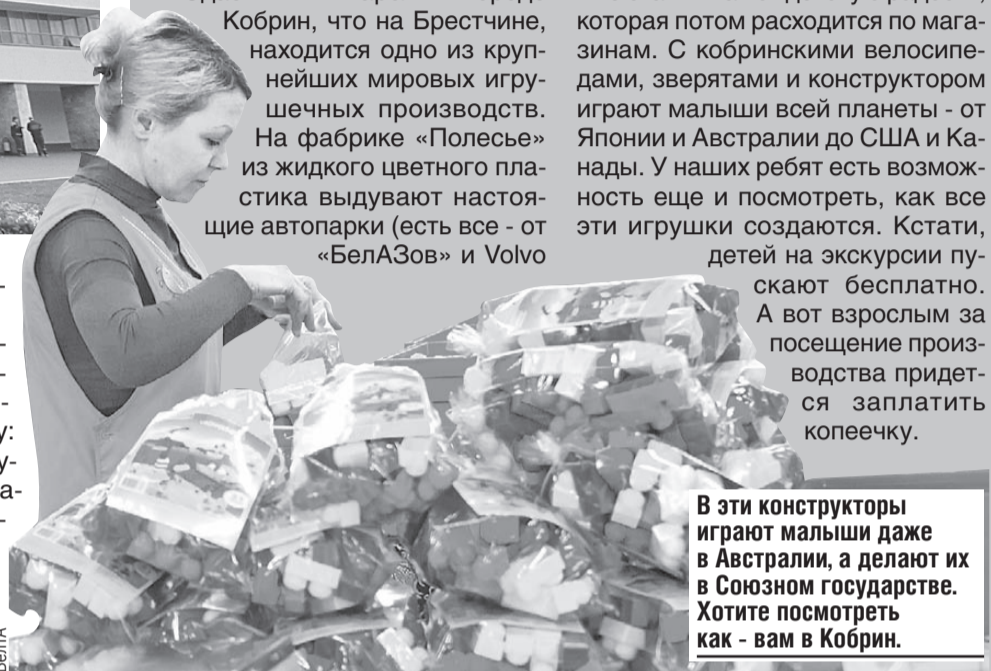 Кобрин, что на Брестчине,
находится одно из круп-
нейших мировых игру-
шечных производств.
На фабрике «Полесье»
из жидкого цветного пла-
стика выдувают настоя-
щие автопарки (есть все - от
«БелАЗов» и Volvo
которая потом расходится по мага-
зинам. С кобринскими велосипе-
дами, зверятами и конструктором
играют малыши всей планеты - от
Японии и Австралии до США и Ка-
нады. У наших ребят есть возмож-
ность еще и посмотреть, как все
эти игрушки создаются. Кстати,
детей на экскурсии пу-
скают бесплатно.
А вот взрослым за
посещение произ-
водства придет-
ся заплатить
копеечку.
В эти конструкторы
играют малыши даже
в Австралии, а делают их
в Союзном государстве.
Хотите посмотреть
как - вам в Кобрин.